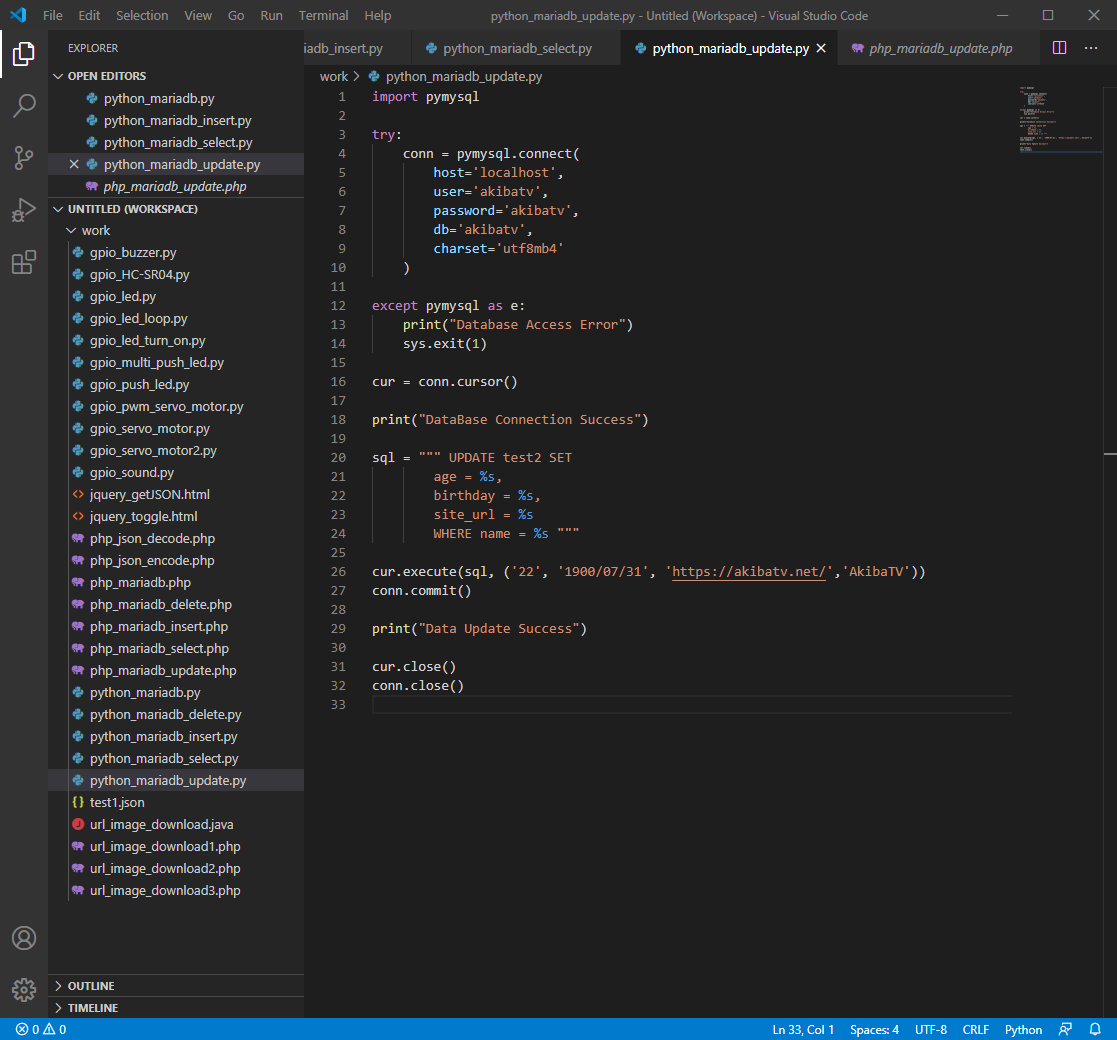 File Edit Selection View Go Run Terminal Help python_mariadb_update.py - Untitled (Workspace) - Visual Studio Code
EXPLORER
OPEN EDITORS
python_mariadb.py
python_mariadb_insert.py
python_mariadb_select.py
python_mariadb_update.py
php_mariadb_update.php
UNTITLED (WORKSPACE)
work
gpio_buzzer.py
gpio_HC-SR04.py
gpio_led.py
gpio_led_loop.py
gpio_led_turn_on.py
gpio_multi_push_led.py
gpio_push_led.py
gpio_pwm_servo_motor.py
gpio_servo_motor.py
gpio_servo_motor2.py
gpio_sound.py
jquery_getJSON.html
jquery_toggle.html
php_json_decode.php
php_json_encode.php
php_mariadb.php
php_mariadb_delete.php
php_mariadb_insert.php
php_mariadb_select.php
php_mariadb_update.php
python_mariadb.py
python_mariadb_delete.py
python_mariadb_insert.py
python_mariadb_select.py
python_mariadb_update.py
test1.json
url_image_download.java
url_image_download1.php
url_image_download2.php
url_image_download3.php
OUTLINE
TIMELINE
iadb_insert.py python_mariadb_select.py python_mariadb_update.py php_mariadb_update.php
work > python_mariadb_update.py
1 import pymysql
2
3 try:
4 conn = pymysql.connect(
5 host='localhost',
6 user='akibatv',
7 password='akibatv',
8 db='akibatv',
9 charset='utf8mb4'
10 )
11
12 except pymysql as e:
13 print("Database Access Error")
14 sys.exit(1)
15
16 cur = conn.cursor()
17
18 print("DataBase Connection Success")
19
20 sql = """ UPDATE test2 SET
21 age = %s,
22 birthday = %s,
23 site_url = %s
24 WHERE name = %s """
25
26 cur.execute(sql, ('22', '1900/07/31', 'https://akibatv.net/','AkibaTV'))
27 conn.commit()
28
29 print("Data Update Success")
30
31 cur.close()
32 conn.close()
33
0 0 Ln 33, Col 1 Spaces: 4 UTF-8 CRLF Python